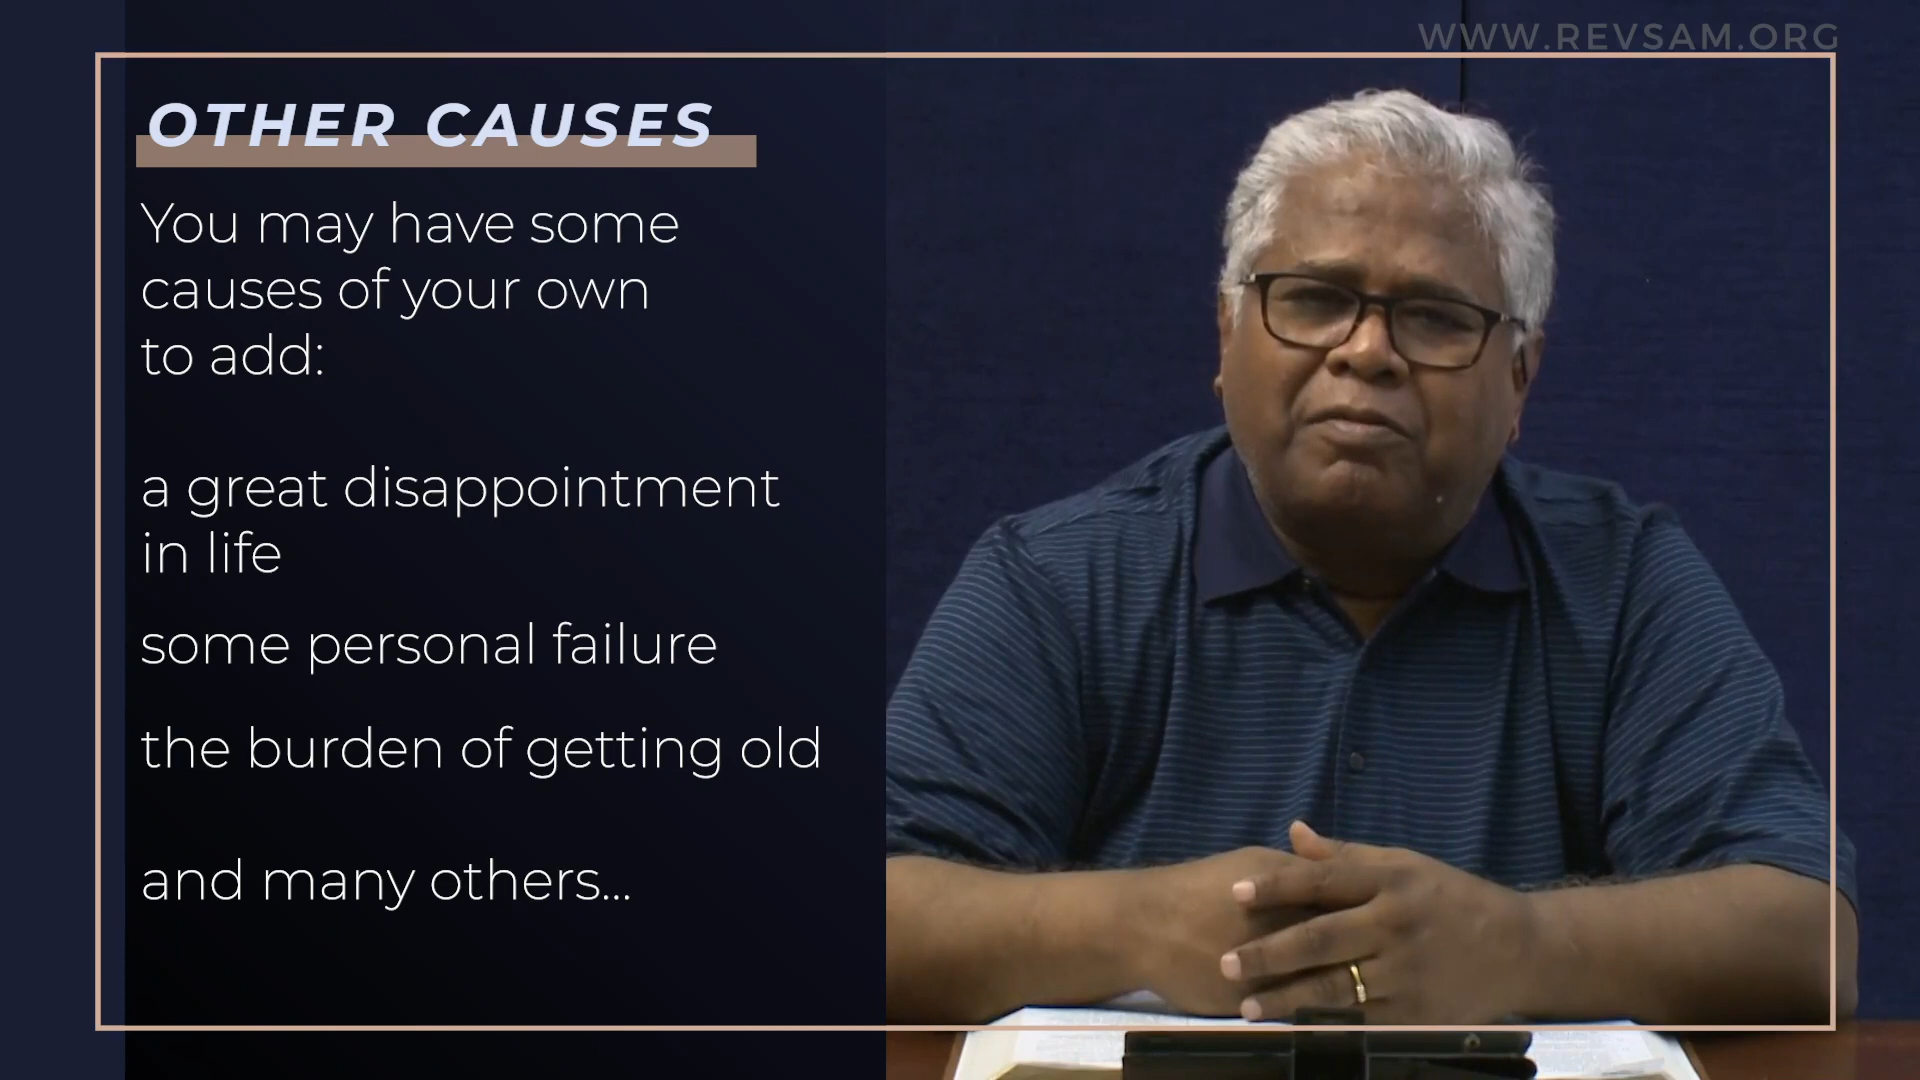 WWW.REVSAM.ORG
OTHER CAUSES
You may have some
causes of your own
to add:
a great disappointment
in life
some personal failure
the burden of getting old
and many others...